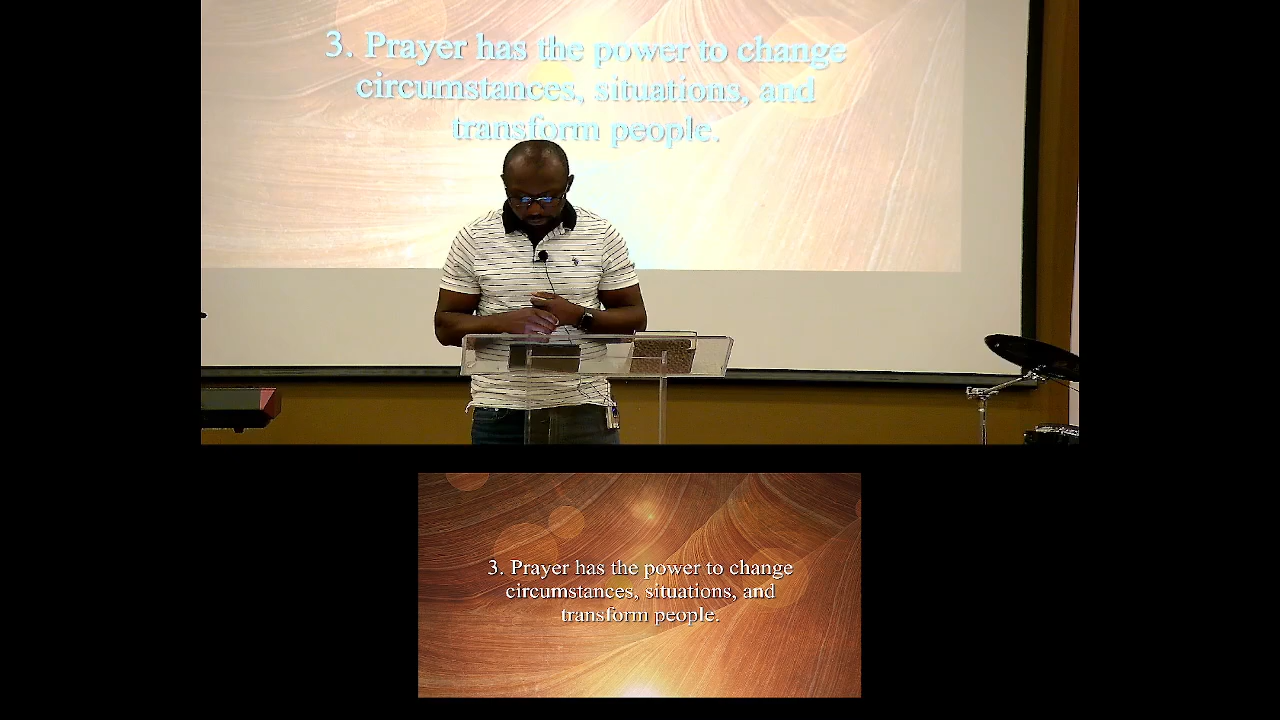 3. Prayer has the power to change
circumstances, situations, and
transform people.
3. Prayer has the power to change
circumstances, situations, and
transform people.